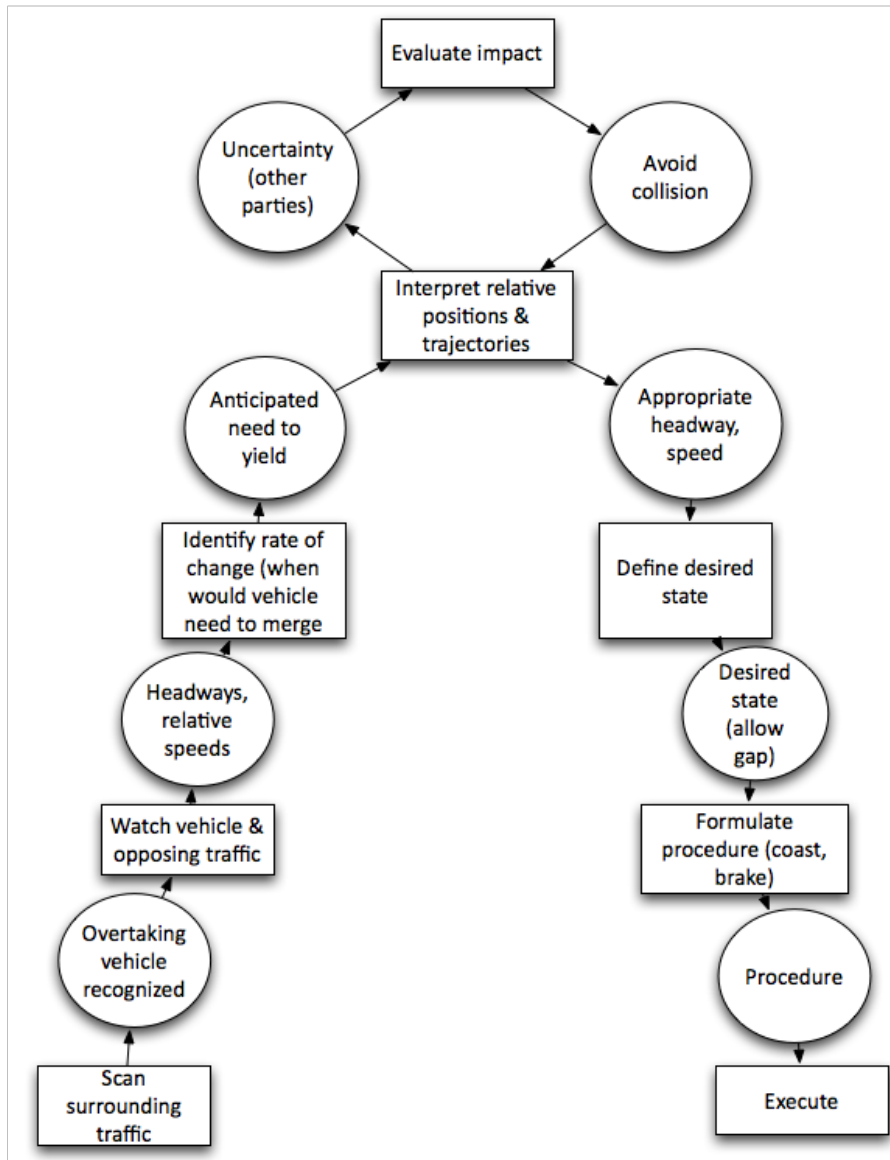 Evaluate impact
Uncertainty
(other
parties)
Avoid
collision
Interpret relative
positions &
trajectories
Anticipated
need to
yield
Appropriate
headway,
speed
Identify rate of
change (when
would vehicle
need to merge
Define desired
state
Headways,
relative
speeds
Desired
state
(allow
gap)
Watch vehicle &
opposing traffic
Formulate
procedure (coast,
brake)
Overtaking
vehicle
recognized
Procedure
Scan
surrounding
traffic
Execute